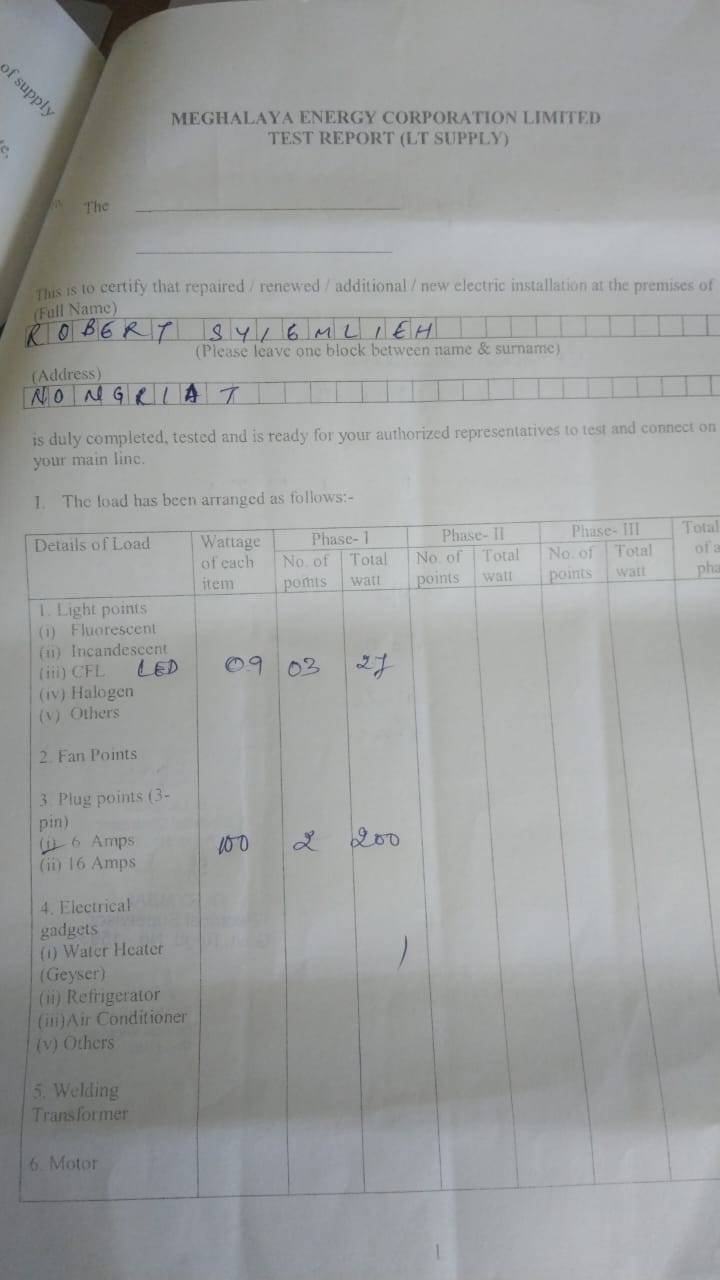 of supply
MEGHALAYA ENERGY CORPORATION LIMITED
TEST REPORT (LT SUPPLY)
The
This is to certify that repaired / renewed / additional / new electric installation at the premises of
(Full Name)
ROBERT SYIEMLIEH
(Please leave one block between name & surname)
(Address)
NONGRIAT
is duly completed, tested and is ready for your authorized representatives to test and connect on
your main line.
1. The load has been arranged as follows:-
Details of Load Wattage of each item Phase- I Phase- II Phase- III Total
No. of points Total watt No. of points Total watt No. of points Total watt
1. Light points
(i) Fluorescent
(ii) Incandescent
(iii) CFL LED 09 03 27
(iv) Halogen
(v) Others
2. Fan Points
3. Plug points (3-
pin)
(i) 6 Amps 100 2 200
(ii) 16 Amps
4. Electrical
gadgets
(i) Water Heater
(Geyser)
(ii) Refrigerator
(iii)Air Conditioner
(v) Others
5. Welding
Transformer
6. Motor
1